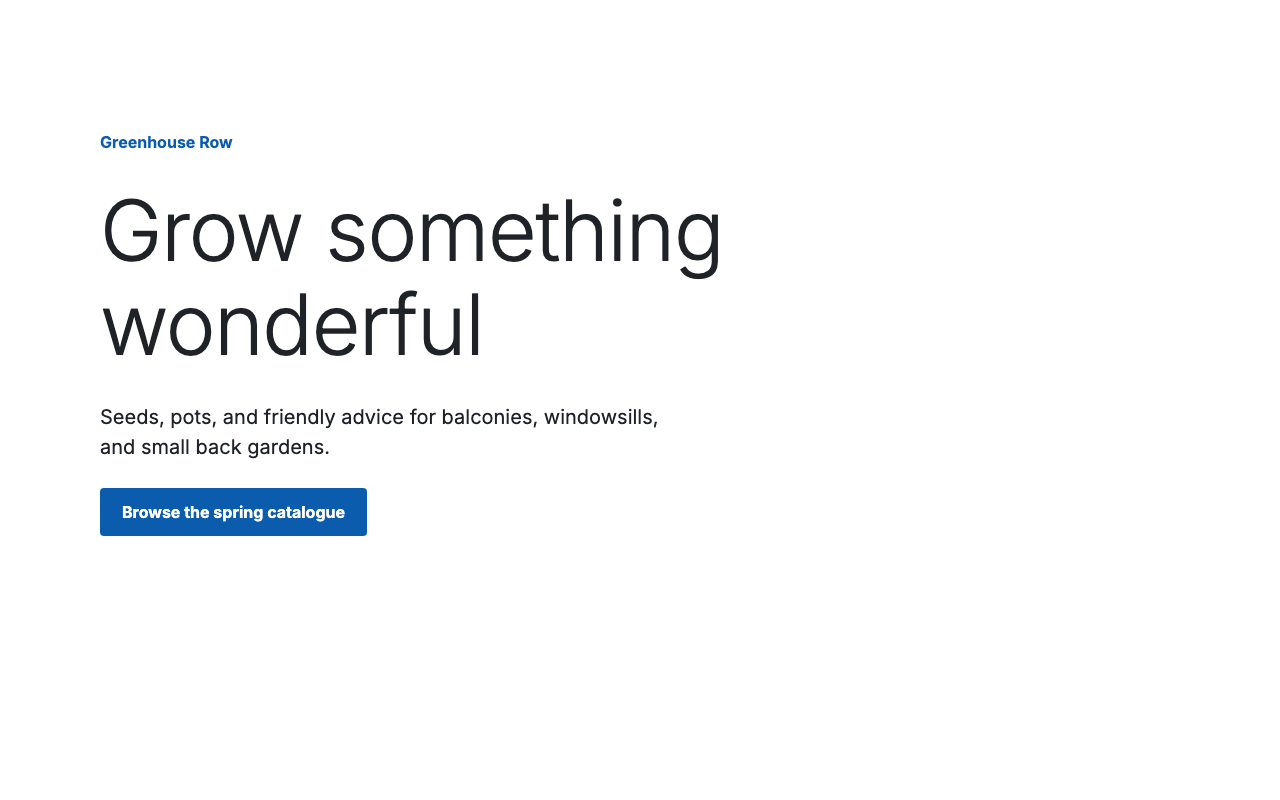 Greenhouse Row
Grow something
wonderful
Seeds, pots, and friendly advice for balconies, windowsills,
and small back gardens.
Browse the spring catalogue